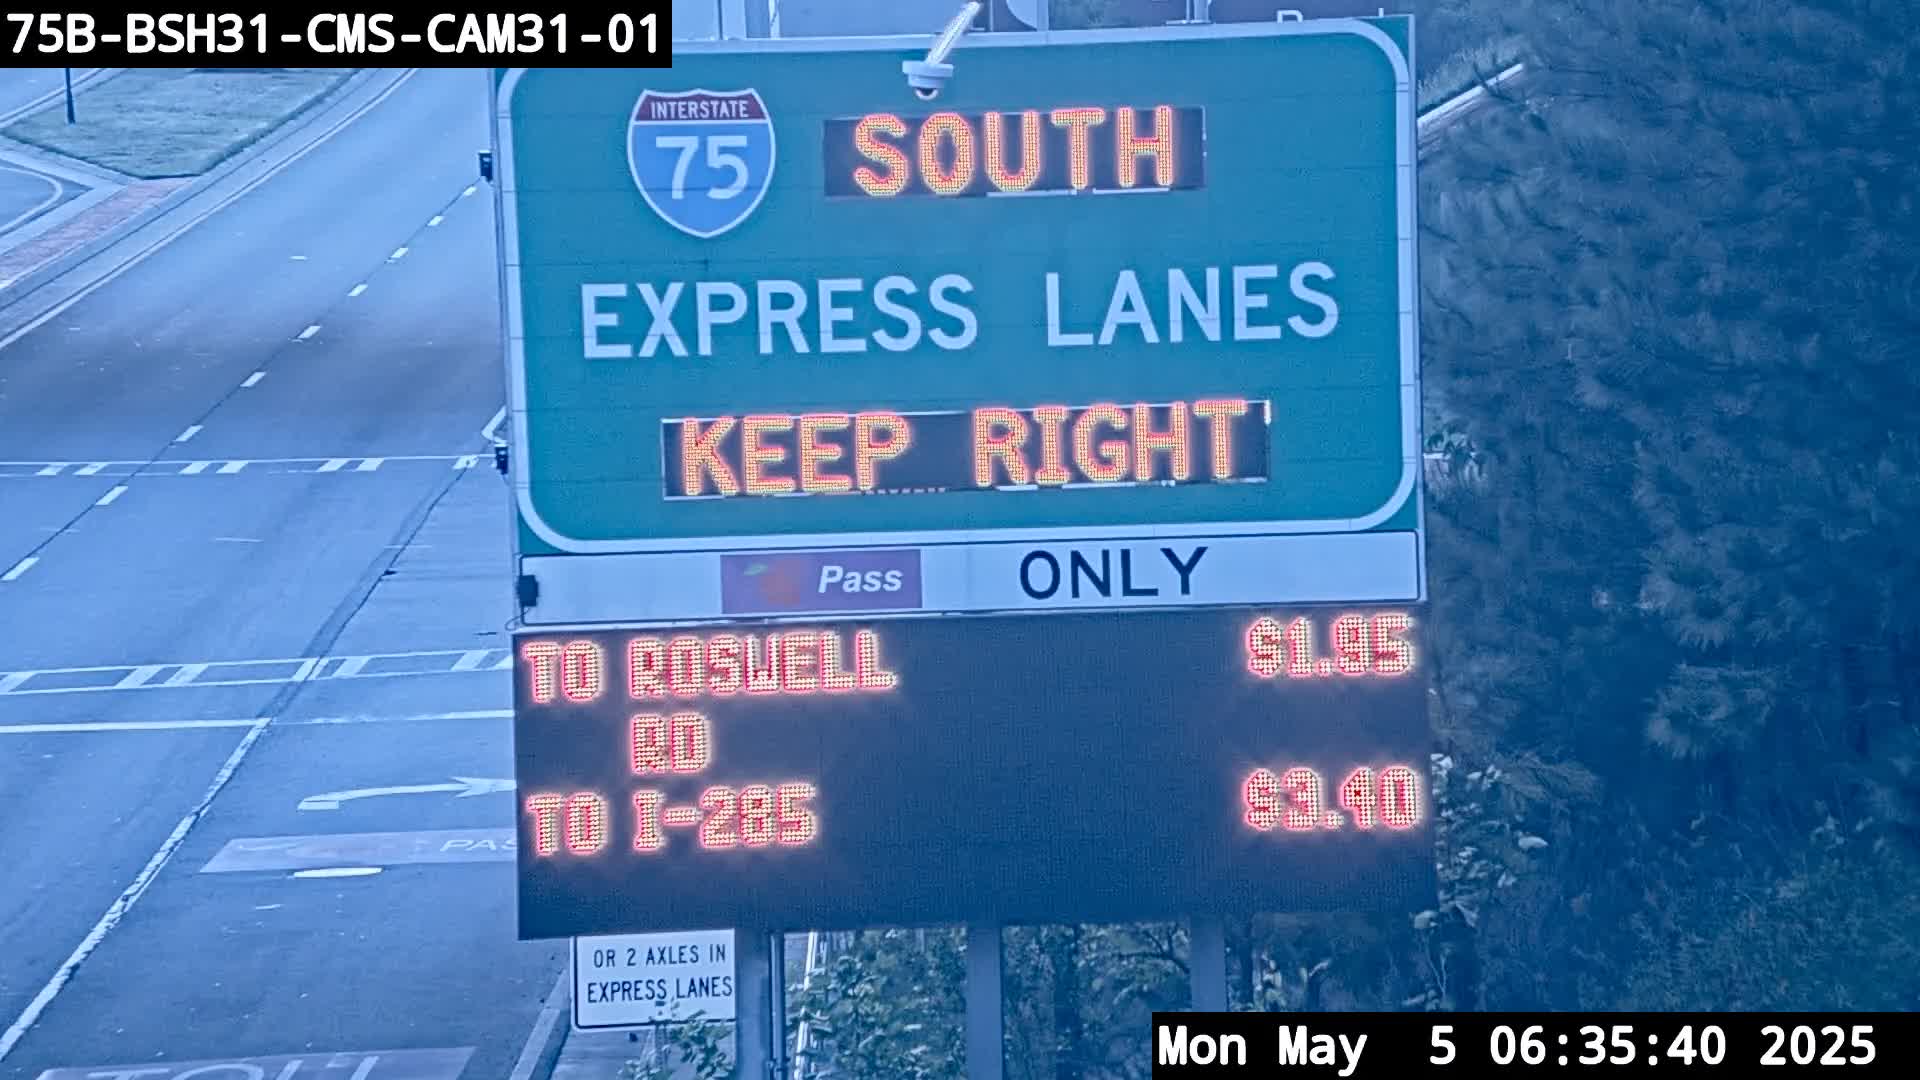 75B-BSH31-CMS-CAM31-01
INTERSTATE
75
SOUTH
EXPRESS LANES
KEEP RIGHT
Pass ONLY
TO ROSWELL $1.95
RD
TO I-285 $3.40
OR 2 AXLES IN
EXPRESS LANES
Mon May 5 06:35:40 2025